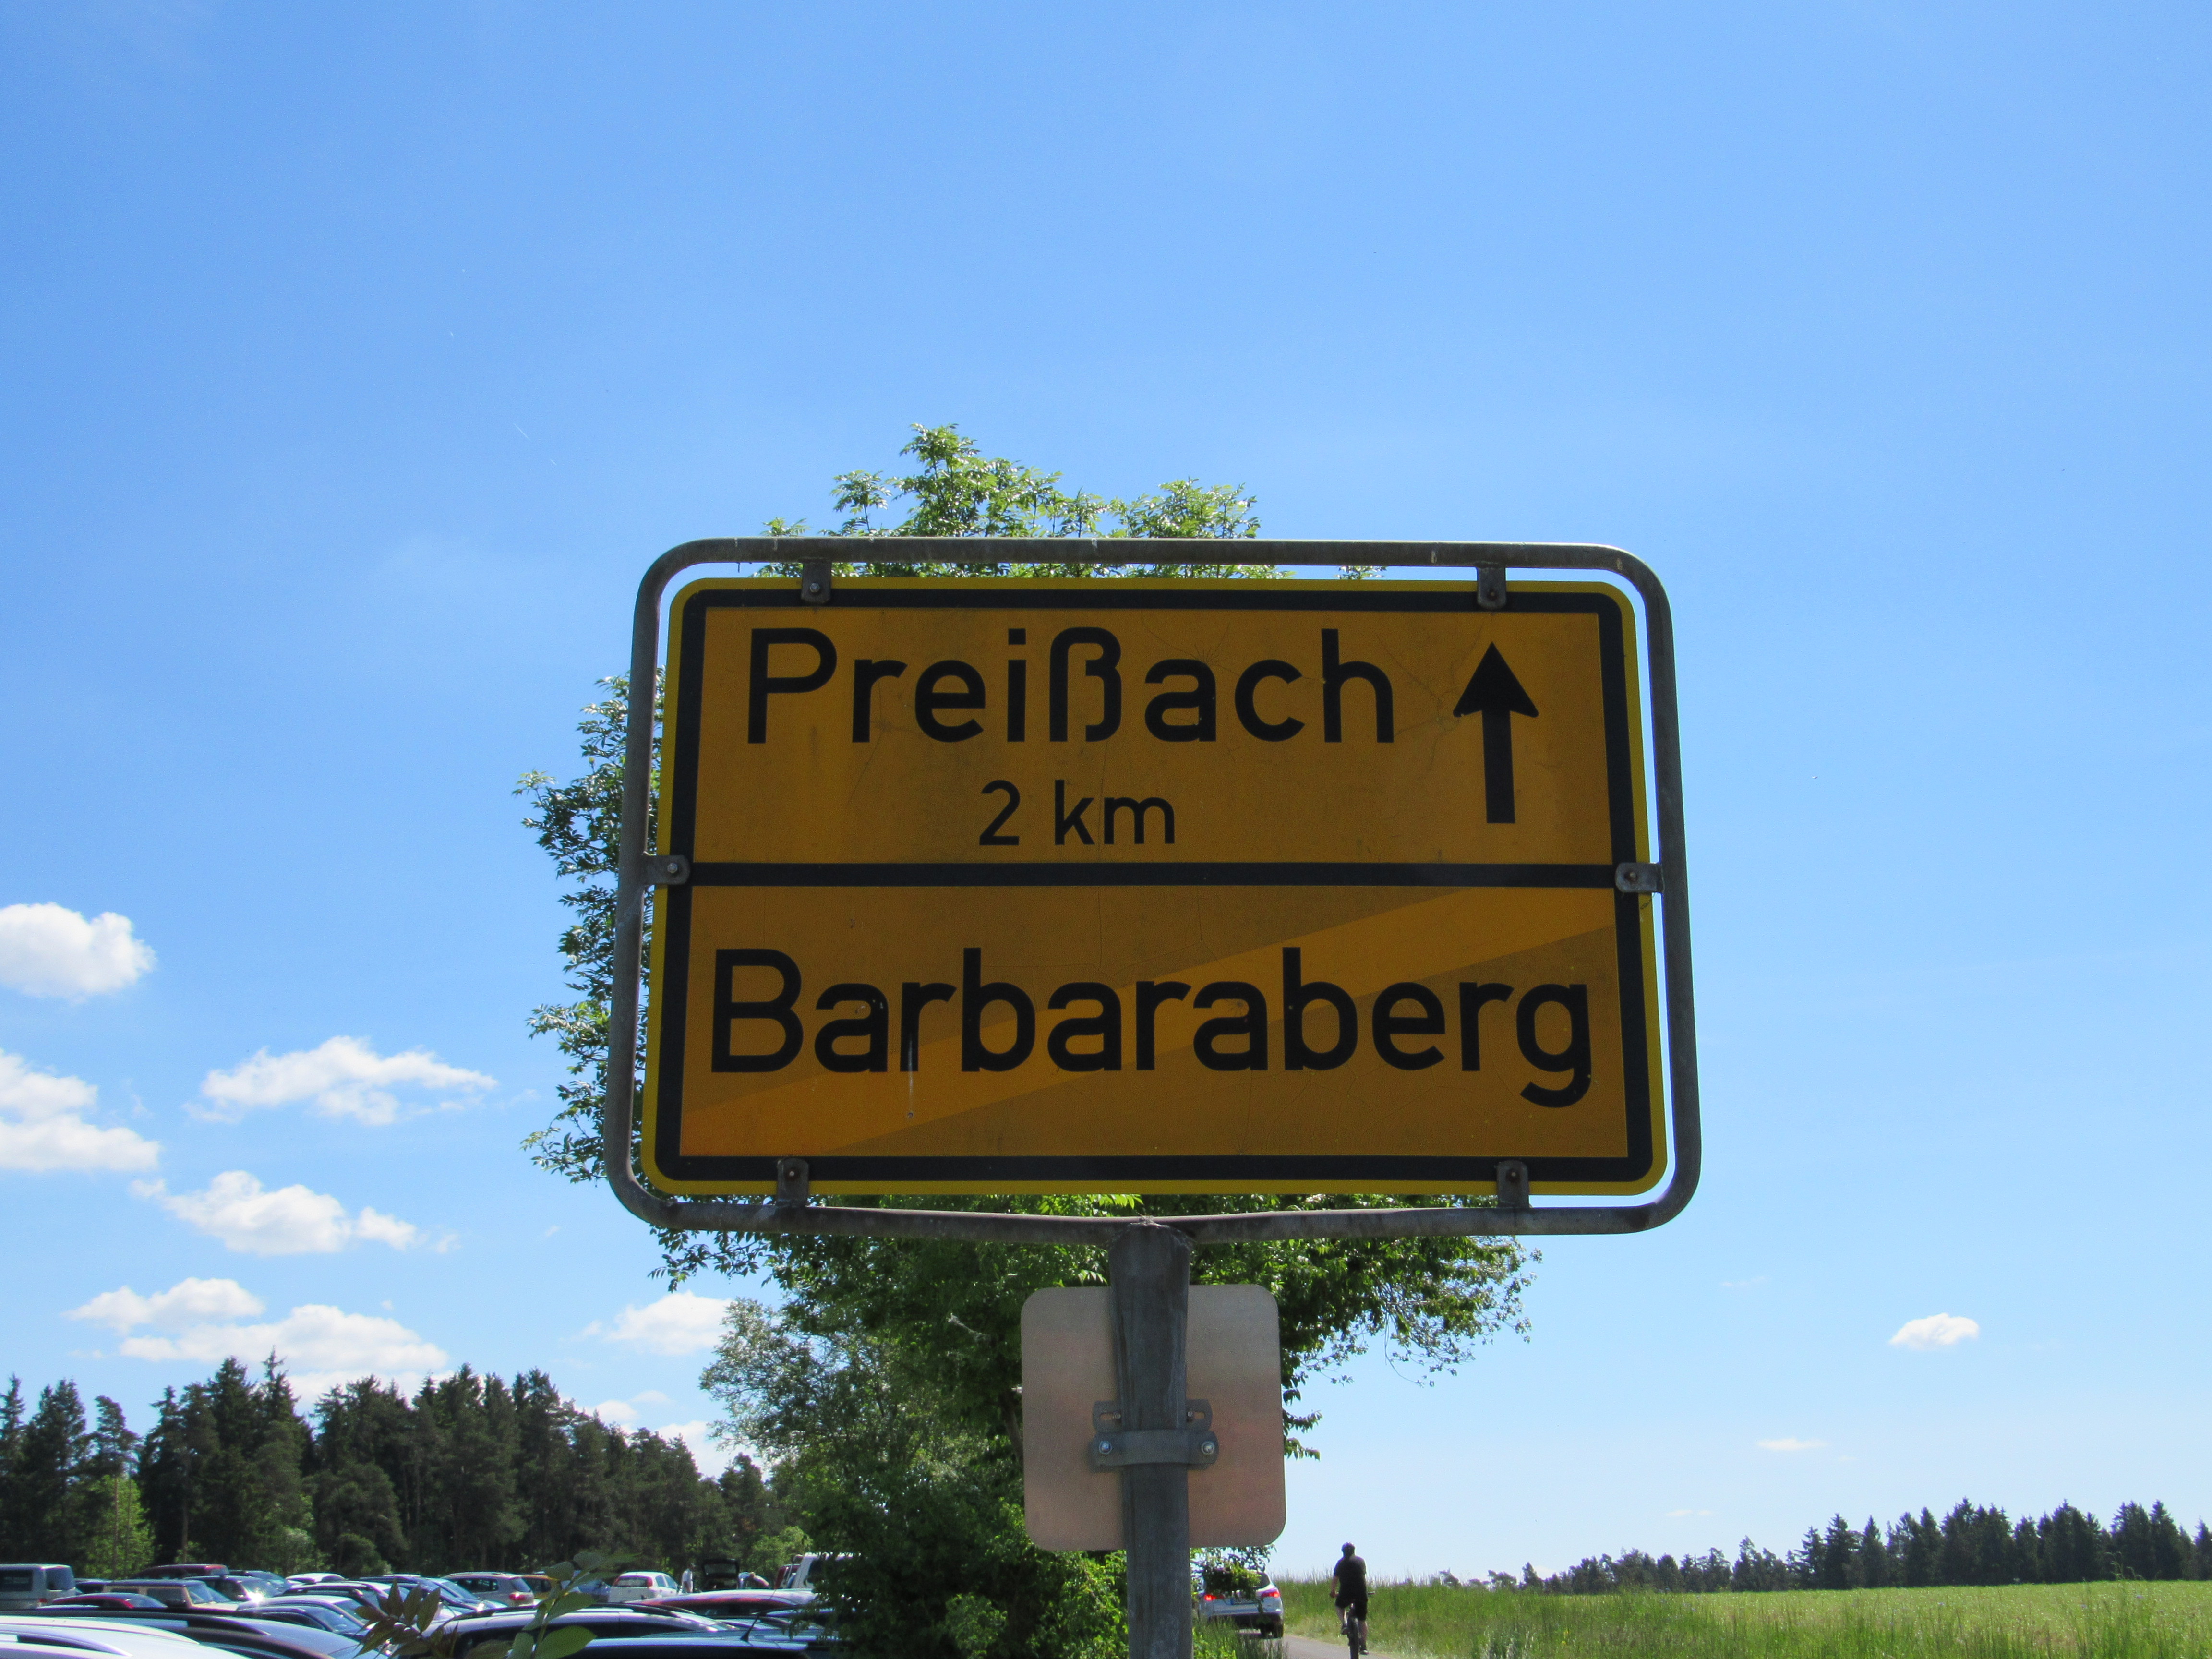 Preißach ↑
2 km
Barbaraberg